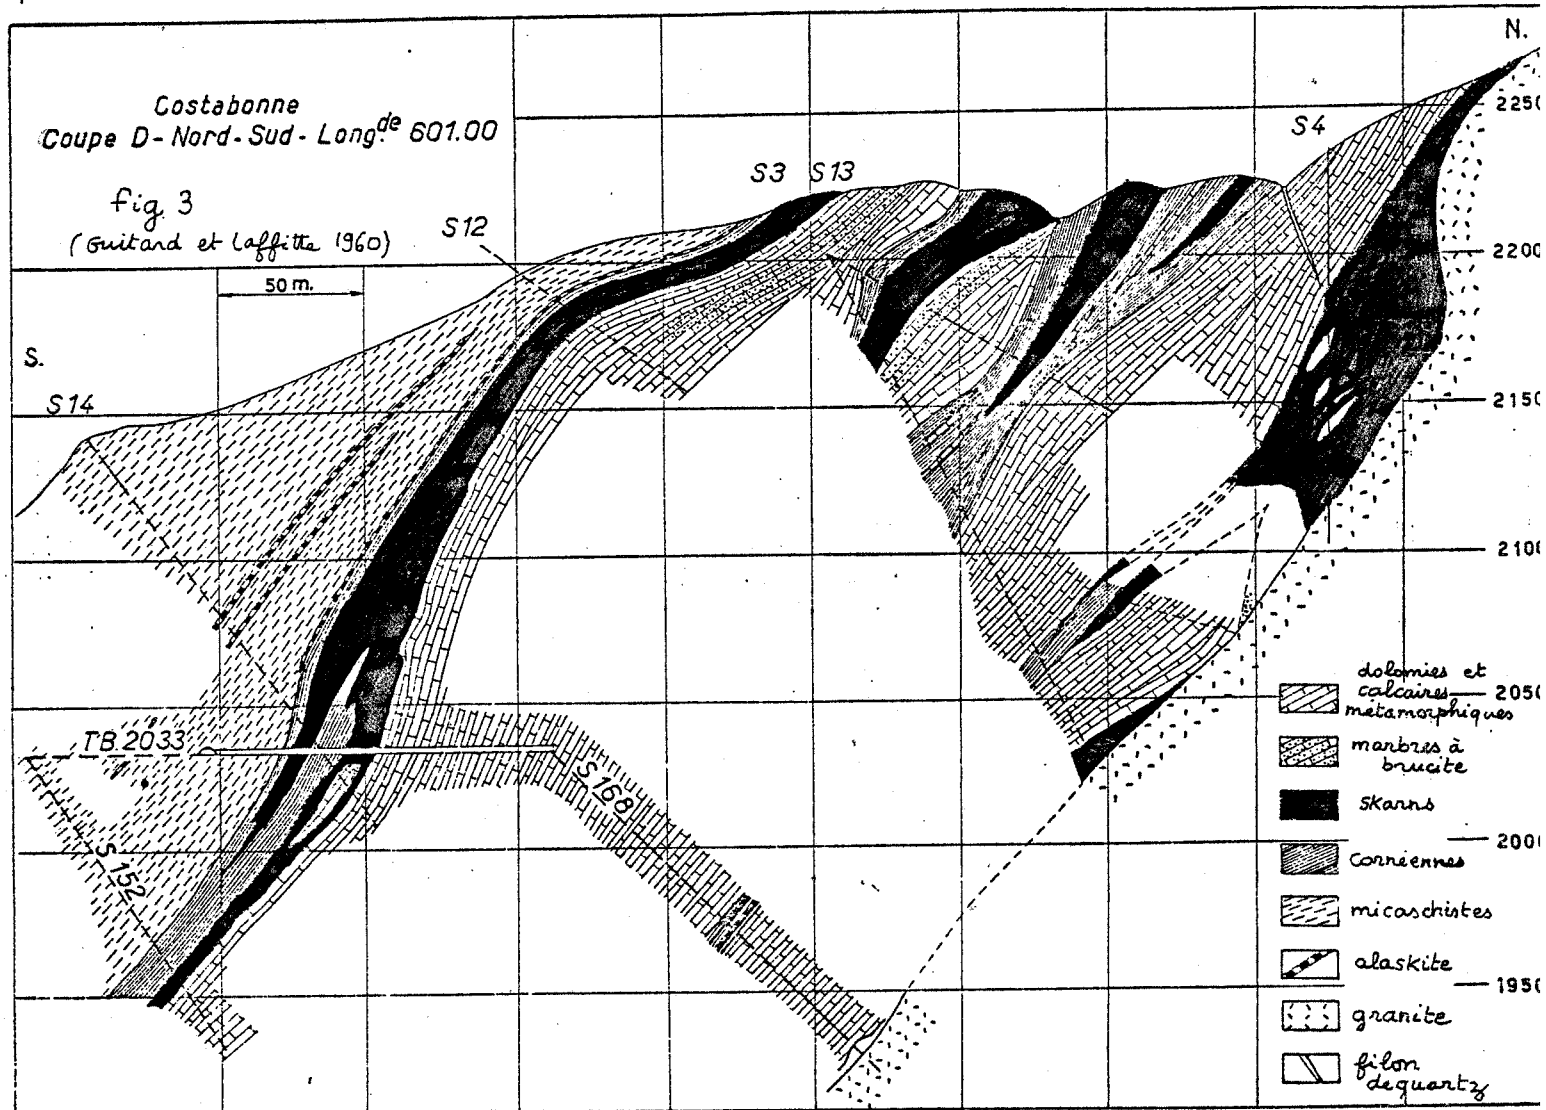 N.
Costabonne
Coupe D-Nord-Sud-Long.de 601.00
fig. 3
(Guitard et Laffitte 1960)
S3 S13
S4
S12
50 m.
S.
S14
TB.2033
S152
S168
2250
2200
2150
2100
2050
2000
1950
dolomies et
calcaires
métamorphiques
marbres à
brucite
skarns
cornéennes
micaschistes
alaskite
granite
filon
de quartz